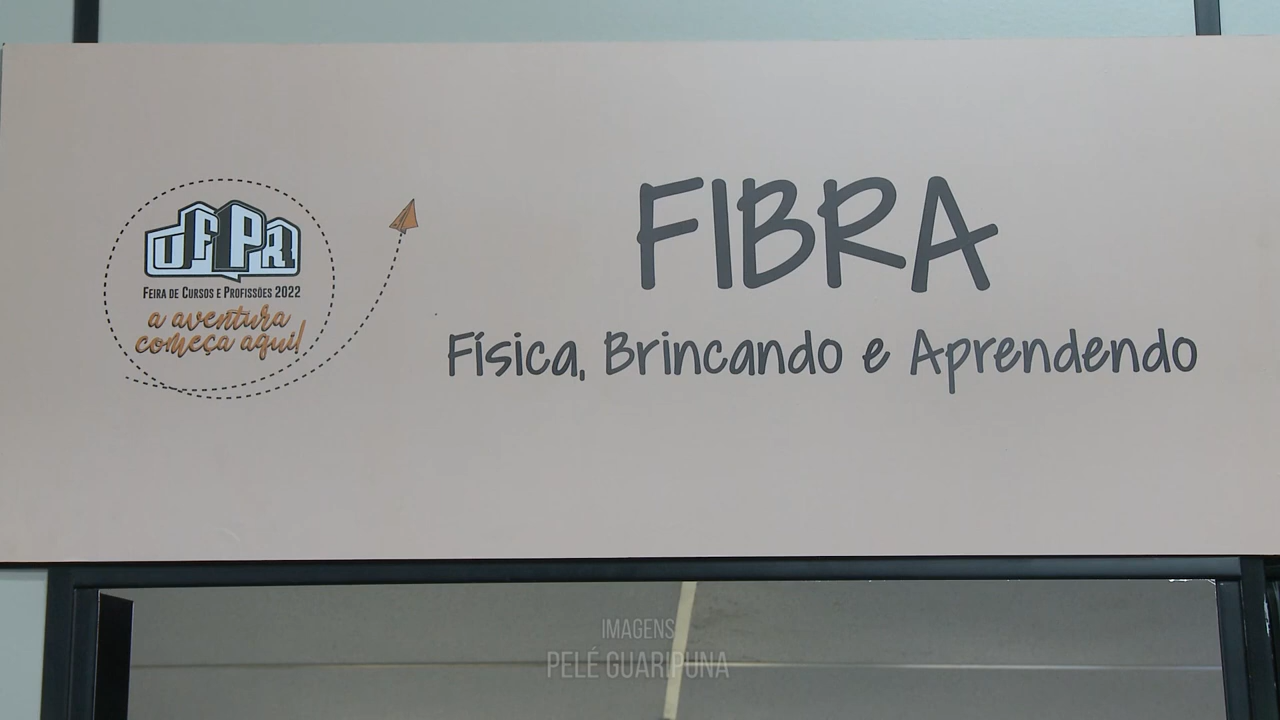 UFPR
FEIRA DE CURSOS E PROFISSÕES 2022
a aventura
começa aqui!
FIBRA
Física, Brincando e Aprendendo
IMAGENS
PELÉ GUARIPUNA